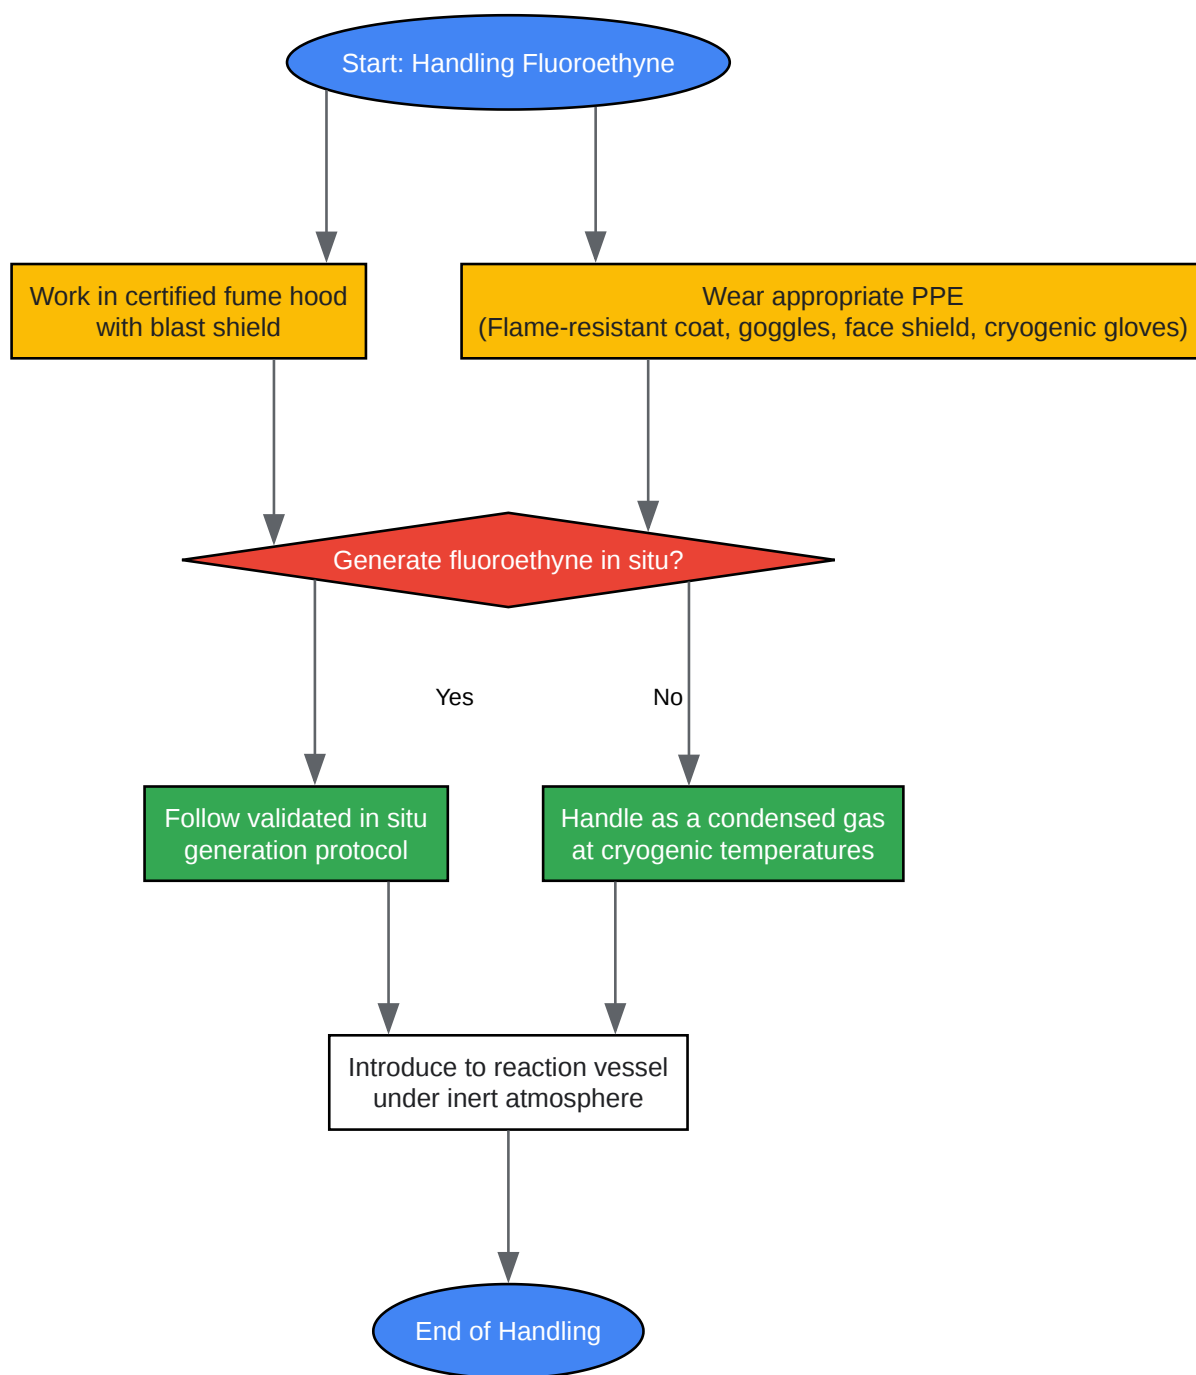 Start: Handling Fluoroethyne
Work in certified fume hood
with blast shield
Wear appropriate PPE
(Flame-resistant coat, goggles, face shield, cryogenic gloves)
Generate fluoroethyne in situ?
Yes
No
Follow validated in situ
generation protocol
Handle as a condensed gas
at cryogenic temperatures
Introduce to reaction vessel
under inert atmosphere
End of Handling